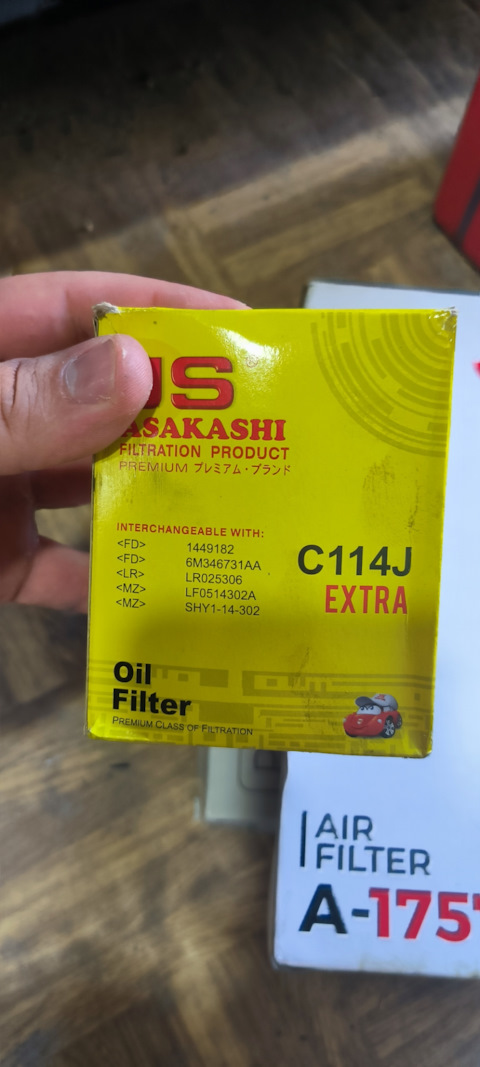 JS®
ASAKASHI
FILTRATION PRODUCT
PREMIUM プレミアム・ブランド
INTERCHANGEABLE WITH:
<FD> 1449182
<FD> 6M346731AA
<LR> LR025306
<MZ> LF0514302A
<MZ> SHY1-14-302
C114J
EXTRA
Oil
Filter
PREMIUM CLASS OF FILTRATION
AIR
FILTER
A-175